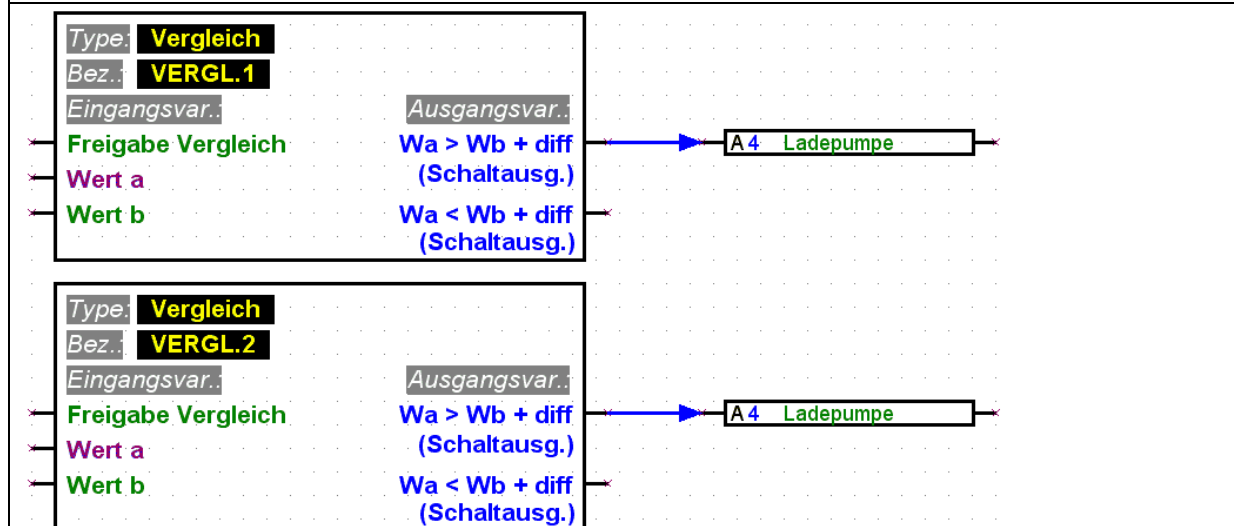 Type: Vergleich
Bez.: VERGL.1
Eingangsvar.: Ausgangsvar.:
Freigabe Vergleich Wa > Wb + diff A 4 Ladepumpe
Wert a (Schaltausg.)
Wert b Wa < Wb + diff
(Schaltausg.)
Type: Vergleich
Bez.: VERGL.2
Eingangsvar.: Ausgangsvar.:
Freigabe Vergleich Wa > Wb + diff A 4 Ladepumpe
Wert a (Schaltausg.)
Wert b Wa < Wb + diff
(Schaltausg.)